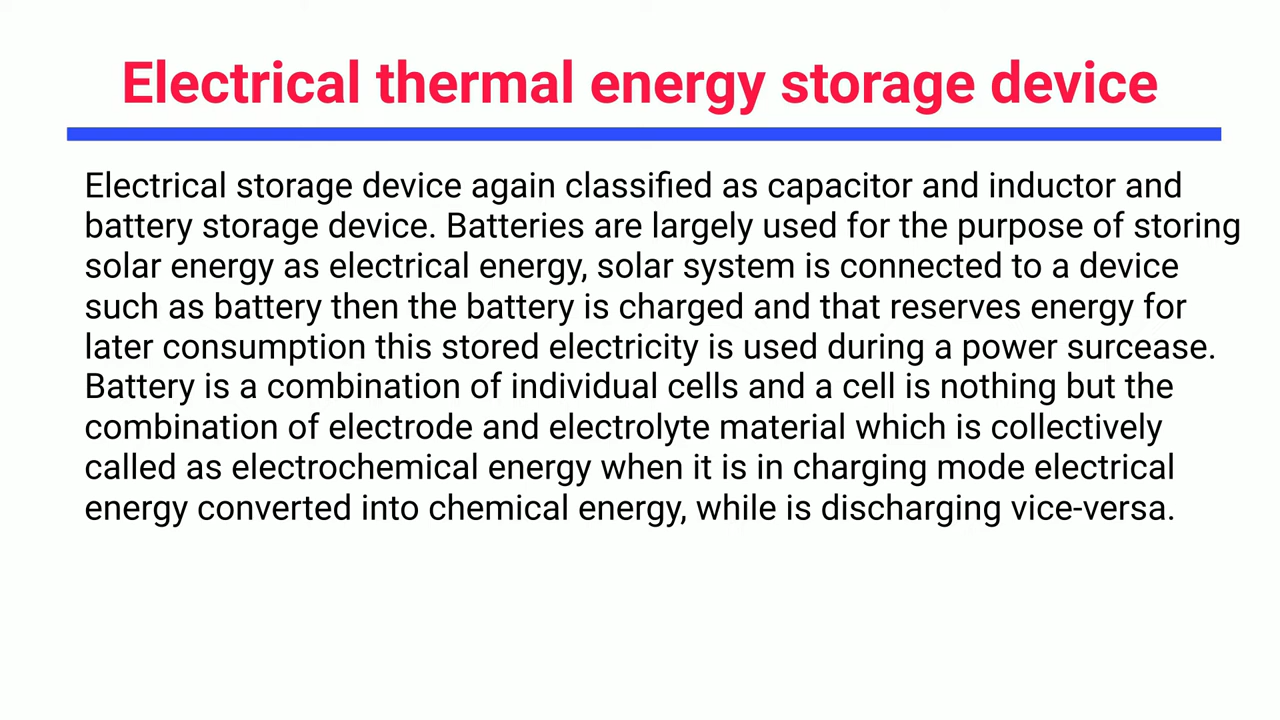 Electrical thermal energy storage device
Electrical storage device again classified as capacitor and inductor and
battery storage device. Batteries are largely used for the purpose of storing
solar energy as electrical energy, solar system is connected to a device
such as battery then the battery is charged and that reserves energy for
later consumption this stored electricity is used during a power surcease.
Battery is a combination of individual cells and a cell is nothing but the
combination of electrode and electrolyte material which is collectively
called as electrochemical energy when it is in charging mode electrical
energy converted into chemical energy, while is discharging vice-versa.